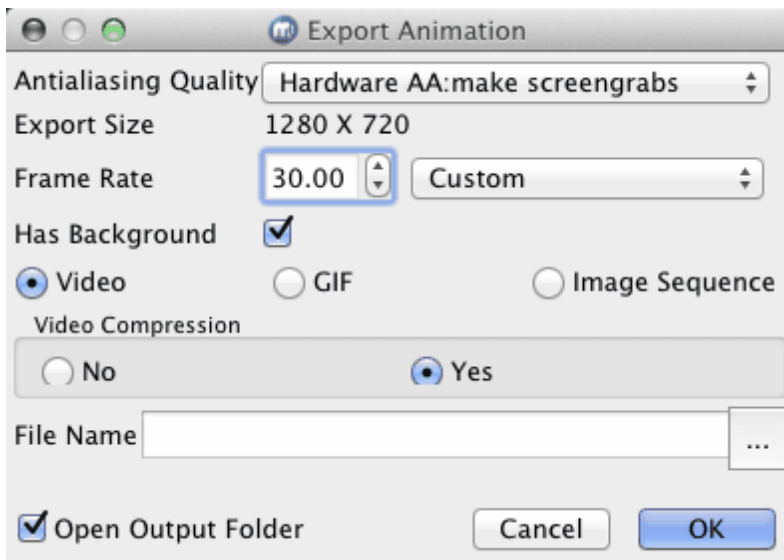 Export Animation
Antialiasing Quality Hardware AA:make screengrabs
Export Size 1280 X 720
Frame Rate 30.00 Custom
Has Background
Video GIF Image Sequence
Video Compression
No Yes
File Name ...
Open Output Folder Cancel OK